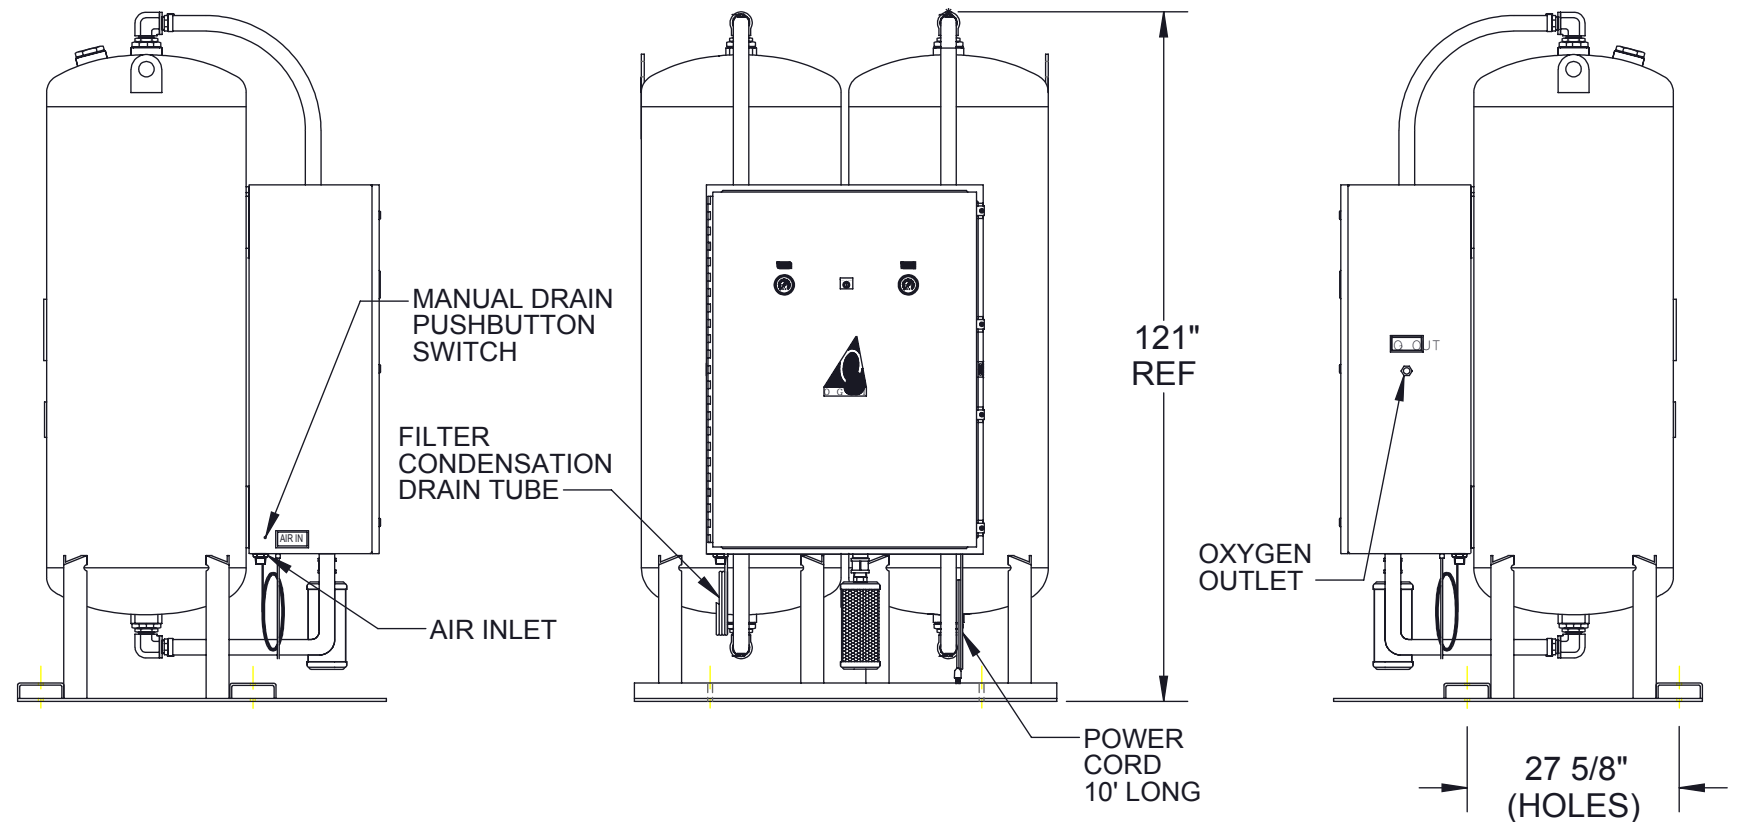 MANUAL DRAIN
PUSHBUTTON
SWITCH
FILTER
CONDENSATION
DRAIN TUBE
AIR IN
AIR INLET
121"
REF
OUT
OXYGEN
OUTLET
POWER
CORD
10' LONG
27 5/8"
(HOLES)